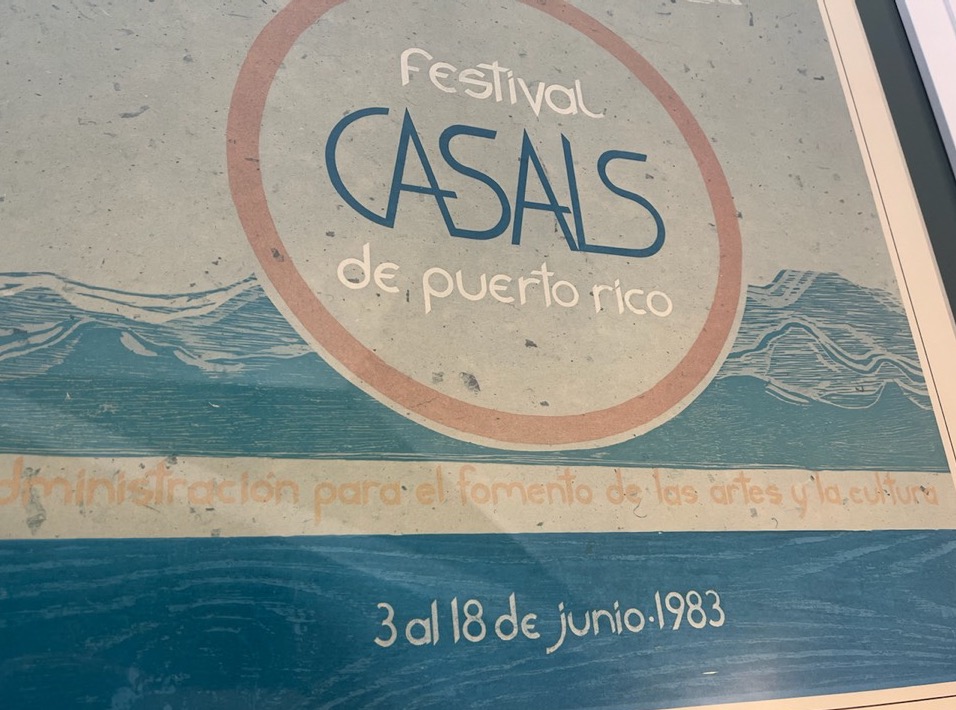 festival
CASALS
de puerto rico
administración para el fomento de las artes y la cultura
3 al 18 de junio·1983